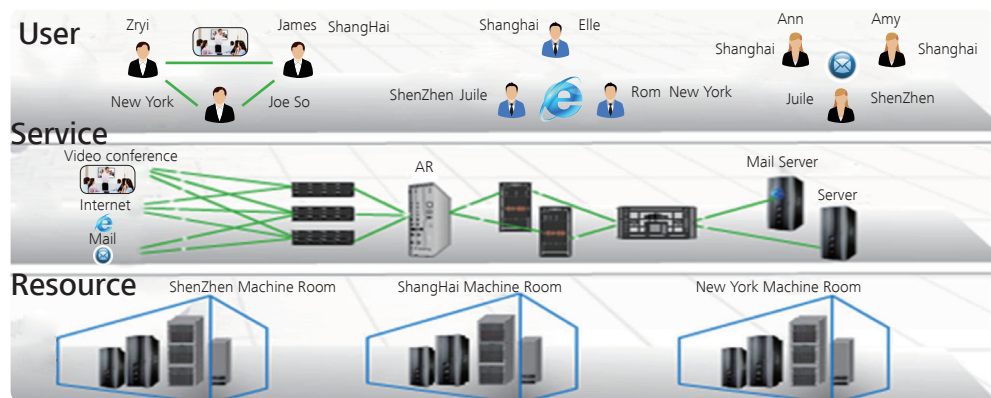 User
Zryi
James
ShangHai
New York
Joe So
Shanghai
Elle
ShenZhen Juile
Rom New York
Ann
Amy
Shanghai
Shanghai
Juile
ShenZhen
Service
Video conference
Internet
Mail
AR
Mail Server
Server
Resource
ShenZhen Machine Room
ShangHai Machine Room
New York Machine Room